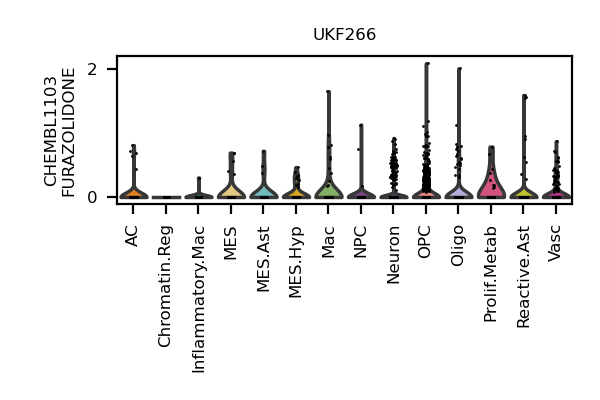 UKF266
CHEMBL1103
FURAZOLIDONE
2
0
AC
Chromatin.Reg
Inflammatory.Mac
MES
MES.Ast
MES.Hyp
Mac
NPC
Neuron
OPC
Oligo
Prolif.Metab
Reactive.Ast
Vasc